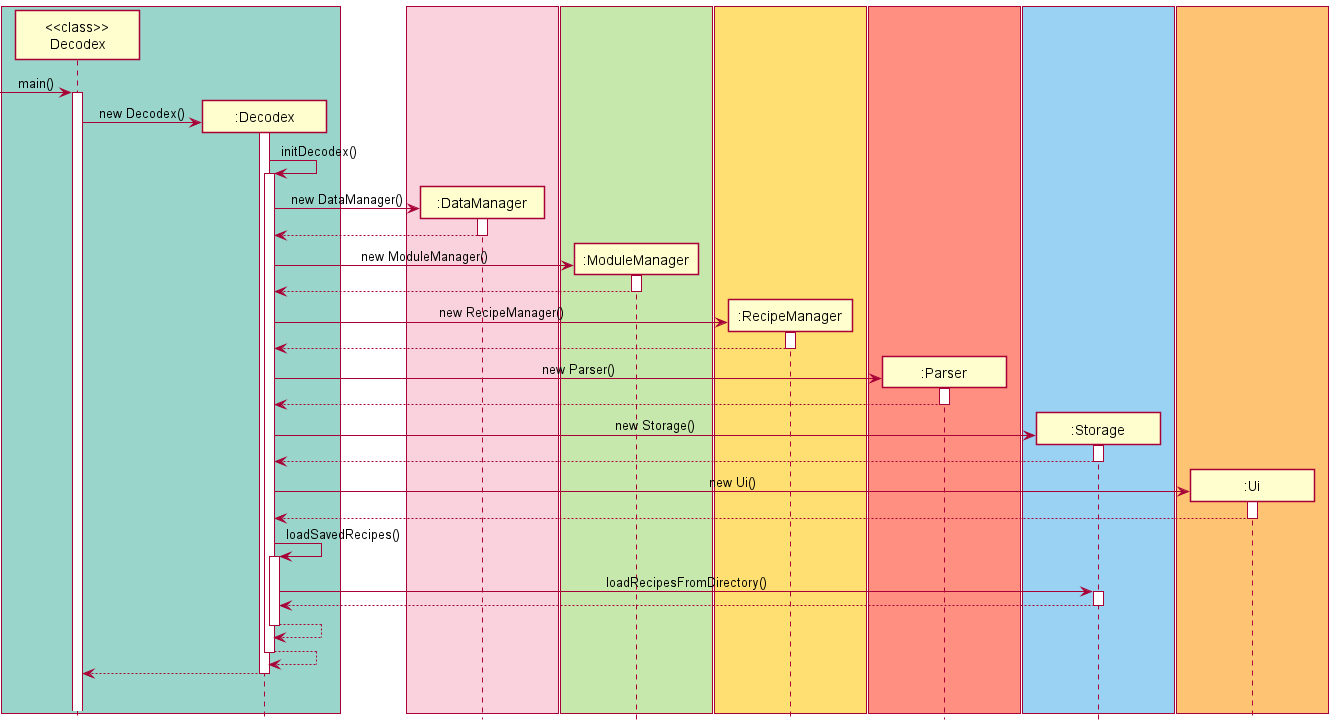 <<class>>
Decodex
main()
new Decodex()
:Decodex
initDecodex()
new DataManager()
:DataManager
new ModuleManager()
:ModuleManager
new RecipeManager()
:RecipeManager
new Parser()
:Parser
new Storage()
:Storage
new Ui()
:Ui
loadSavedRecipes()
loadRecipesFromDirectory()